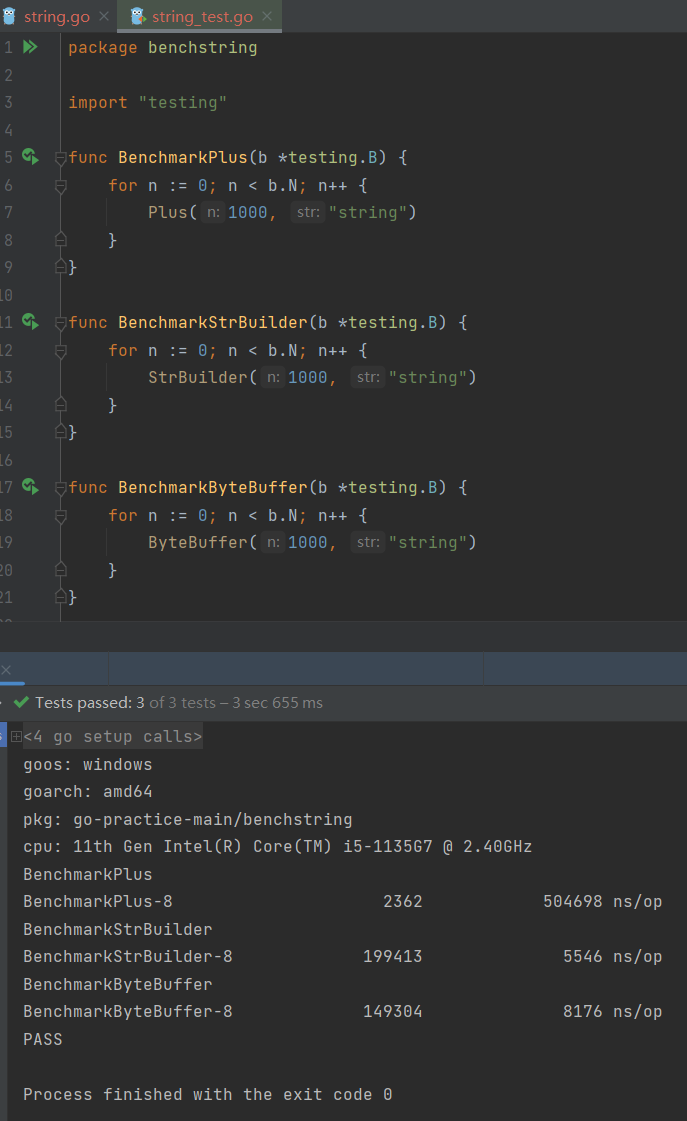 string.go × string_test.go ×
1 package benchstring
2
3 import "testing"
4
5 func BenchmarkPlus(b *testing.B) {
6 for n := 0; n < b.N; n++ {
7 Plus( n: 1000, str: "string")
8 }
9 }
10
11 func BenchmarkStrBuilder(b *testing.B) {
12 for n := 0; n < b.N; n++ {
13 StrBuilder( n: 1000, str: "string")
14 }
15 }
16
17 func BenchmarkByteBuffer(b *testing.B) {
18 for n := 0; n < b.N; n++ {
19 ByteBuffer( n: 1000, str: "string")
20 }
21 }
Tests passed: 3 of 3 tests – 3 sec 655 ms
<4 go setup calls>
goos: windows
goarch: amd64
pkg: go-practice-main/benchstring
cpu: 11th Gen Intel(R) Core(TM) i5-1135G7 @ 2.40GHz
BenchmarkPlus
BenchmarkPlus-8 2362 504698 ns/op
BenchmarkStrBuilder
BenchmarkStrBuilder-8 199413 5546 ns/op
BenchmarkByteBuffer
BenchmarkByteBuffer-8 149304 8176 ns/op
PASS
Process finished with the exit code 0